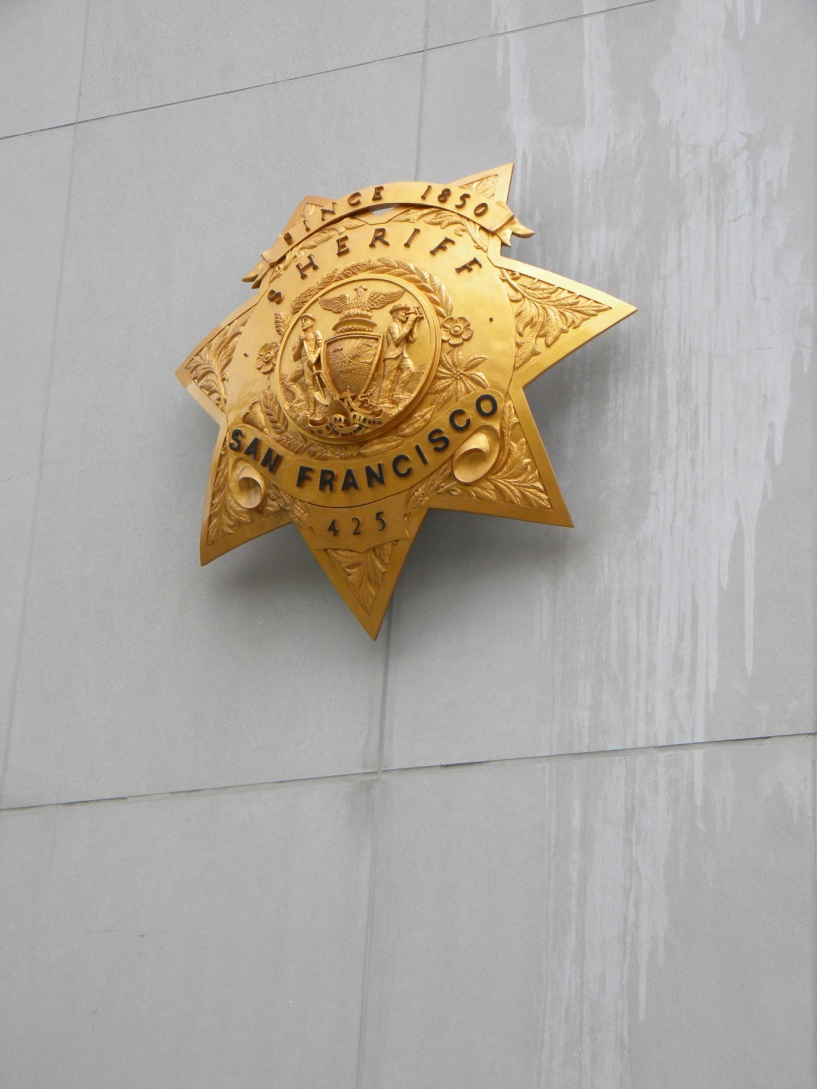 SINCE 1850
SHERIFF
SAN FRANCISCO
425